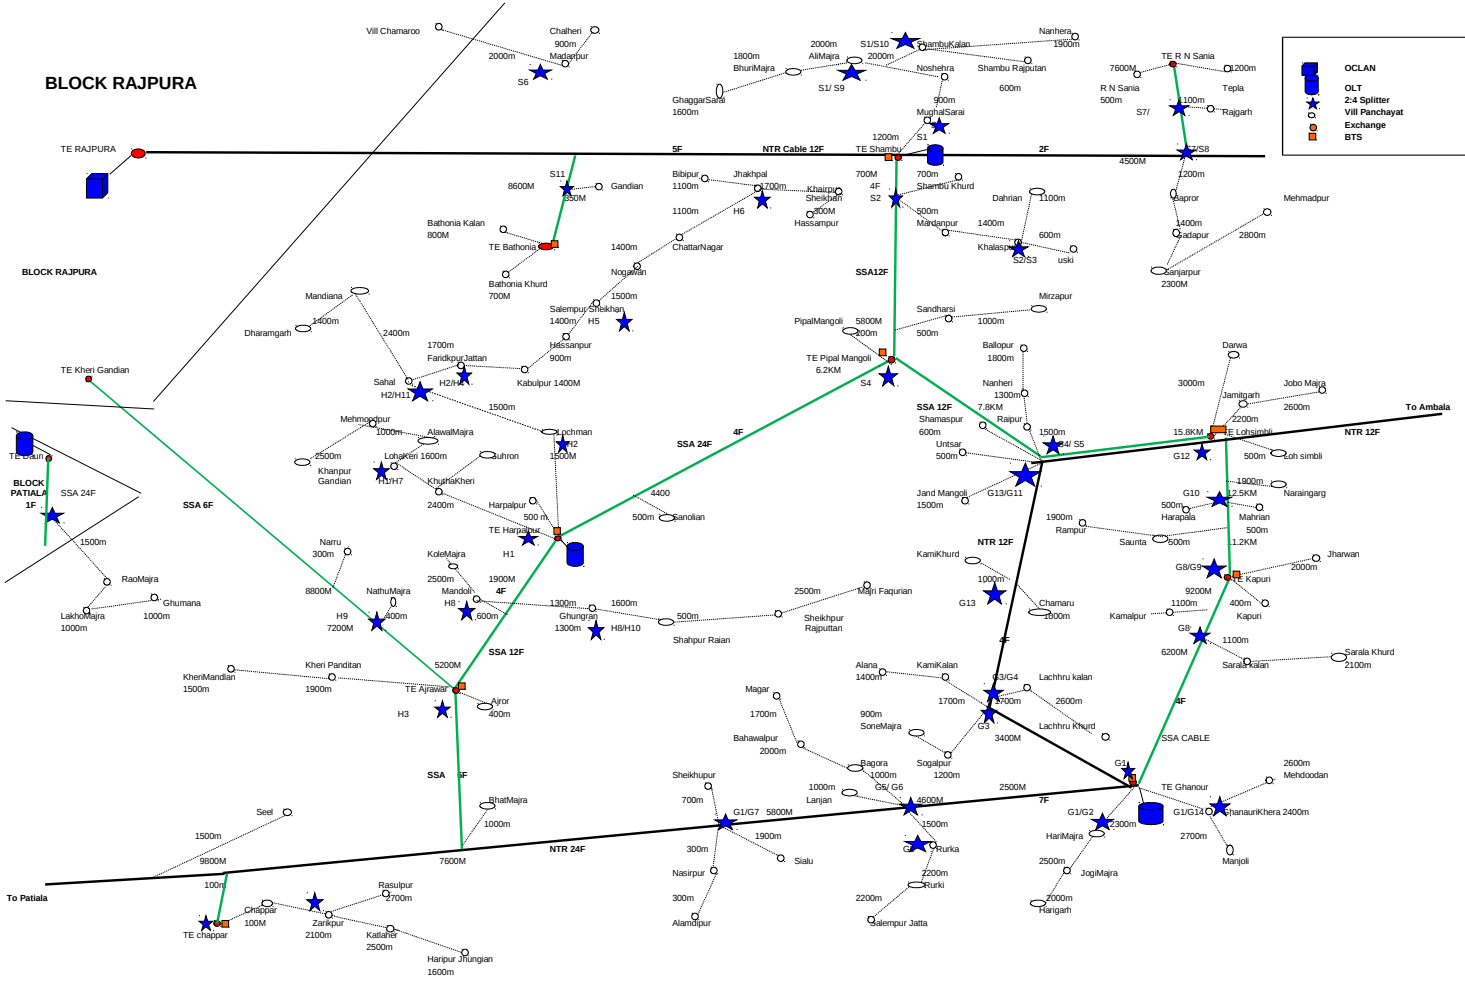 Vill Chamaroo
Chalheri
900m
2000m
Madanpur
S6
BLOCK RAJPURA
TE RAJPURA
2000m
S1/S10
ShambuKalan
Nanhera
1900m
1800m
AliMajra
2000m
BhuriMajra
Noshehra
Shambu Rajputan
S1/ S9
600m
GhaggarSarai
1600m
900m
MughalSarai
1200m
S1
TE R N Sania
7600M
1200m
R N Sania
Tepla
500m
1100m
S7/
Rajgarh
OCLAN
OLT
2:4 Splitter
Vill Panchayat
Exchange
BTS
5F
NTR Cable 12F
TE Shambu
2F
S7/S8
4500M
1200m
S11
8600M
350M
Gandian
Bathonia Kalan
800M
TE Bathonia
Bathonia Khurd
700M
Bibipur
1100m
Jhakhpal
1700m
Khairpur
Sheikhan
300M
Hassampur
1100m
H6
ChattarNagar
1400m
Nogawan
1500m
Salempur Sheikhan
1400m
H5
Hassanpur
900m
700M
4F
S2
700m
Shambu Khurd
500m
Mardanpur
1400m
Dahrian
1100m
600m
Khalaspur
S2/S3
uski
Bapror
1400m
Sadapur
Mehmadpur
2800m
Sanjarpur
2300M
BLOCK RAJPURA
SSA12F
Mandiana
1400m
Dharamgarh
2400m
1700m
FaridkpurJattan
Sahal
H2/H4
H2/H11
Kabulpur 1400M
1500m
TE Kheri Gandian
PipalMangoli
5800M
200m
Sandharsi
500m
1000m
Mirzapur
TE Pipal Mangoli
6.2KM
S4
Ballopur
1800m
Nanheri
1300m
7.8KM
SSA 12F
Shamaspur
600m
Raipur
Untsar
500m
1500m
S4/ S5
Jand Mangoli
1500m
G13/G11
Darwa
3000m
Jobo Majra
2600m
Jamitgarh
2200m
15.8KM
TE Lohsimbli
G12
500m
Loh simbli
To Ambala
NTR 12F
Mehmodpur
1000m
AlawalMajra
2500m
LohaKeri
1600m
Suhron
Khanpur
Gandian
H1/H7
KhuthaKheri
2400m
Lochman
H2
1500M
SSA 24F
4F
Harpalpur
500 m
4400
500m
Sanolian
TE Harpalpur
H1
TE Daun
BLOCK
PATIALA
1F
SSA 24F
1500m
RaoMajra
LakhoMajra
1000m
Ghumana
1000m
SSA 6F
Narru
300m
8800M
H9
7200M
NathuMajra
400m
KoleMajra
2500m
Mandoli
H8
600m
1900M
4F
1300m
Ghungran
1300m
1600m
H8/H10
500m
Shahpur Raian
2500m
Sheikhpur
Rajputtan
Majri Faqurian
SSA 12F
1900m
G10
12.5KM
Naraingarg
500m
Harapala
Mahrian
500m
1900m
Rampur
Saunta
500m
11.2KM
G8/G9
TE Kapuri
Jharwan
2000m
9200M
1100m
400m
Kapuri
Kamalpur
G8
6200M
1100m
Sarala kalan
Sarala Khurd
2100m
NTR 12F
KamiKhurd
1000m
G13
Chamaru
1000m
4F
KheriMandlan
1500m
Kheri Panditan
1900m
5200M
TE Ajrawar
H3
Ajror
400m
SSA
6F
Alana
1400m
KamiKalan
1700m
G3/G4
1700m
Lachhru kalan
2600m
Lachhru Khurd
900m
SoneMajra
G3
3400M
Sogalpur
1200m
4F
SSA CABLE
Magar
1700m
Bahawalpur
2000m
Bagora
1000m
G5/ G6
1000m
Lanjan
4600M
2500M
7F
G1
TE Ghanour
2600m
Mehdoodan
G1/G2
2300m
HariMajra
G1/G14
GhanauriKhera 2400m
2700m
Manjoli
2500m
JogiMajra
2000m
Harigarh
Sheikhupur
700m
G1/G7
5800M
1900m
Sialu
300m
Nasirpur
300m
Alamdipur
1500m
Rurka
2200m
Rurki
2200m
Salempur Jatta
BhatMajra
1000m
Seel
1500m
9800M
7600M
NTR 24F
To Patiala
100m
Chappar
100M
TE chappar
Rasulpur
2700m
Zarikpur
2100m
Katlaher
2500m
Haripur Jhungian
1600m